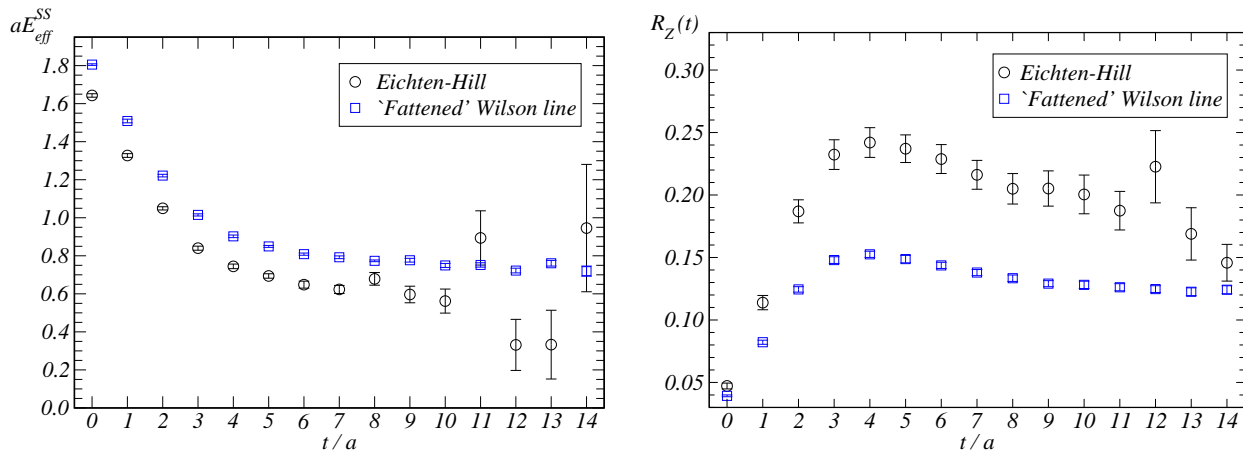 aE_eff^SS
1.8
1.6
1.4
1.2
1.0
0.8
0.6
0.4
0.2
0.0
Eichten-Hill
`Fattened' Wilson line
0 1 2 3 4 5 6 7 8 9 10 11 12 13 14
t / a
R_Z(t)
0.30
0.25
0.20
0.15
0.10
0.05
Eichten-Hill
`Fattened' Wilson line
0 1 2 3 4 5 6 7 8 9 10 11 12 13 14
t / a